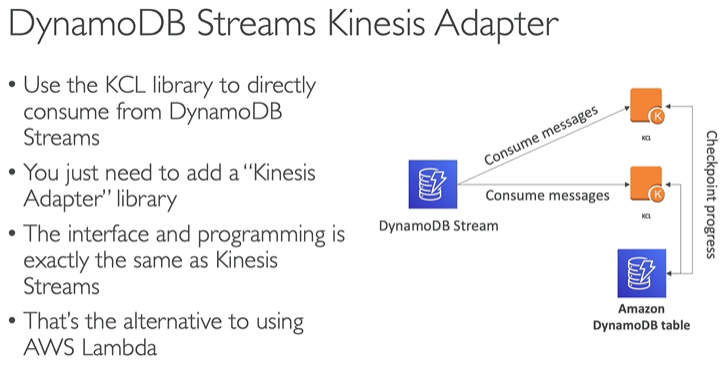 DynamoDB Streams Kinesis Adapter
• Use the KCL library to directly
consume from DynamoDB
Streams
• You just need to add a “Kinesis
Adapter” library
• The interface and programming is
exactly the same as Kinesis
Streams
• That’s the alternative to using
AWS Lambda
Consume messages
K
KCL
Consume messages
K
KCL
DynamoDB Stream
Checkpoint progress
Amazon
DynamoDB table